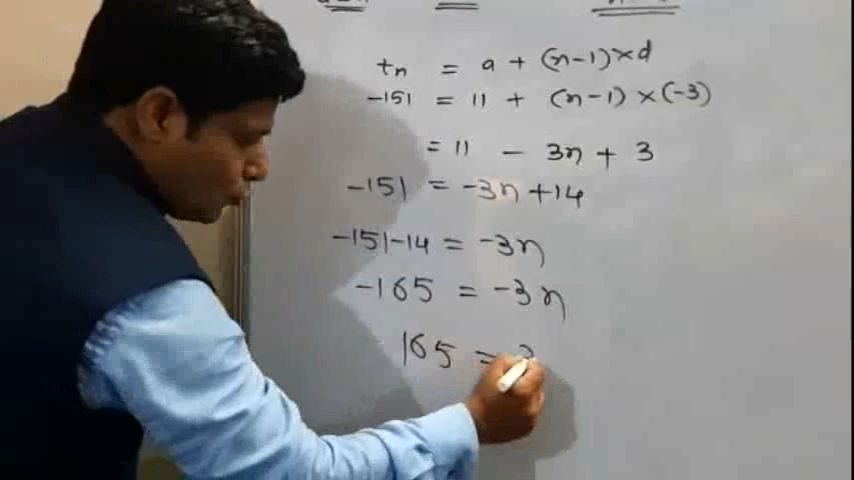 tn = a + (n-1)×d
-151 = 11 + (n-1)×(-3)
= 11 - 3n + 3
-151 = -3n+14
-151-14 = -3n
-165 = -3n
165 = 3